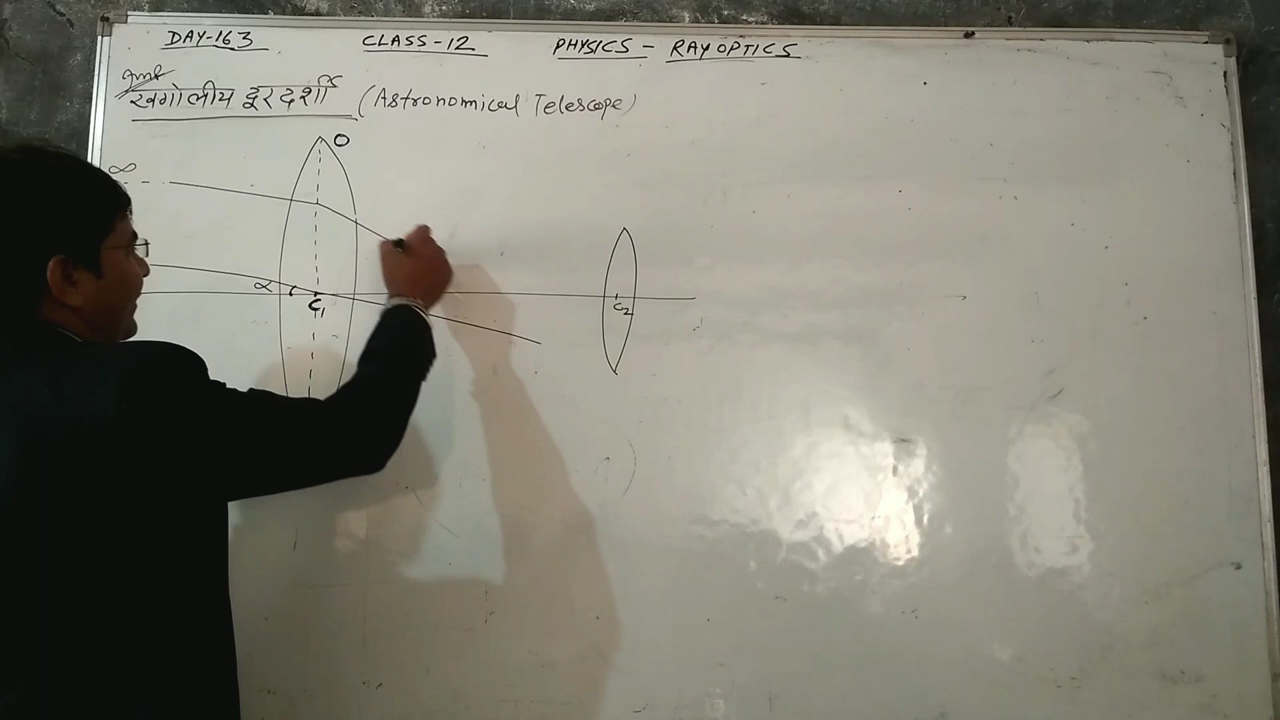 DAY-163 CLASS-12 PHYSICS - RAY OPTICS
Imp
खगोलीय दूरदर्शी (Astronomical Telescope)
O
∞
α
C1
C2